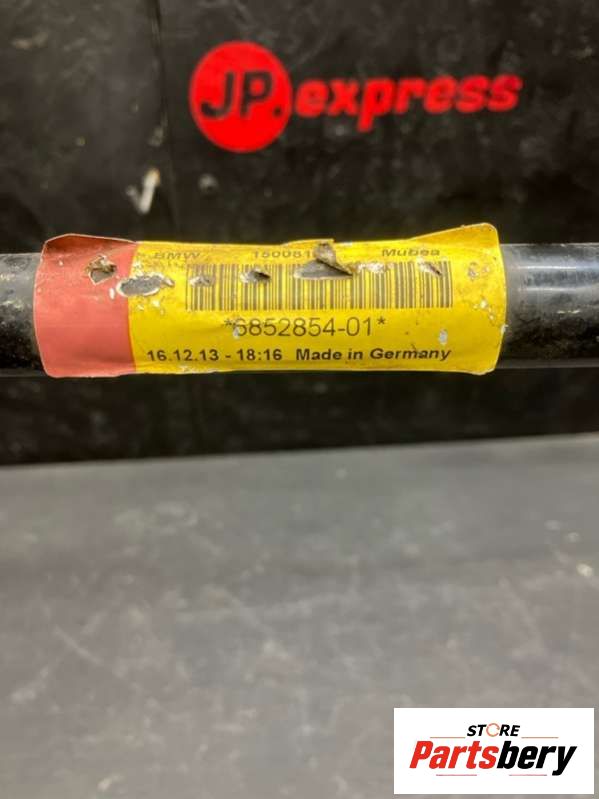 JP.express
BMW 150081 Mubea
*6852854-01*
16.12.13 - 18:16 Made in Germany
STORE
Partsbery